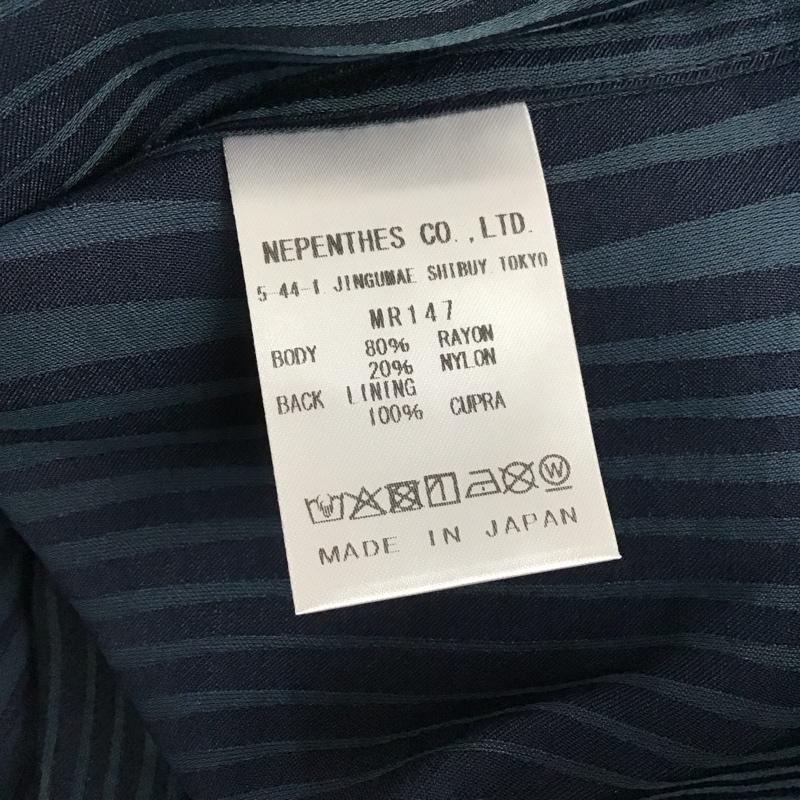 NEPENTHES CO.,LTD.
5-44-1 JINGUMAE SHIBUY TOKYO
MR147
BODY 80% RAYON
20% NYLON
BACK LINING
100% CUPRA
W
MADE IN JAPAN